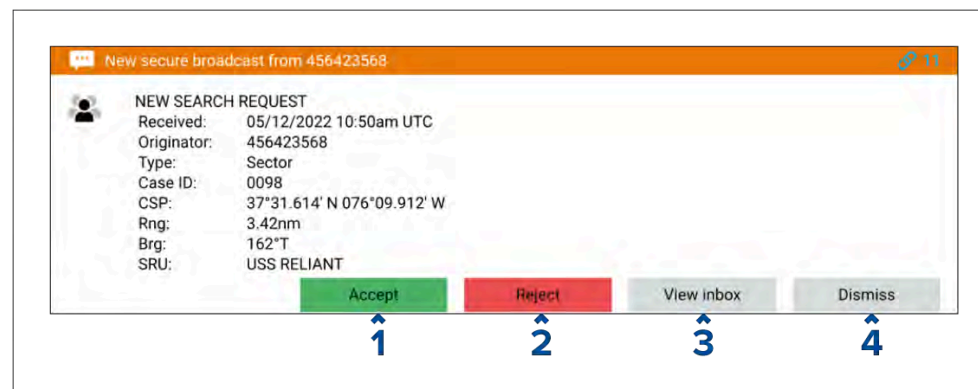 New secure broadcast from 456423568 11
NEW SEARCH REQUEST
Received: 05/12/2022 10:50am UTC
Originator: 456423568
Type: Sector
Case ID: 0098
CSP: 37°31.614' N 076°09.912' W
Rng: 3.42nm
Brg: 162°T
SRU: USS RELIANT
Accept Reject View inbox Dismiss
1 2 3 4